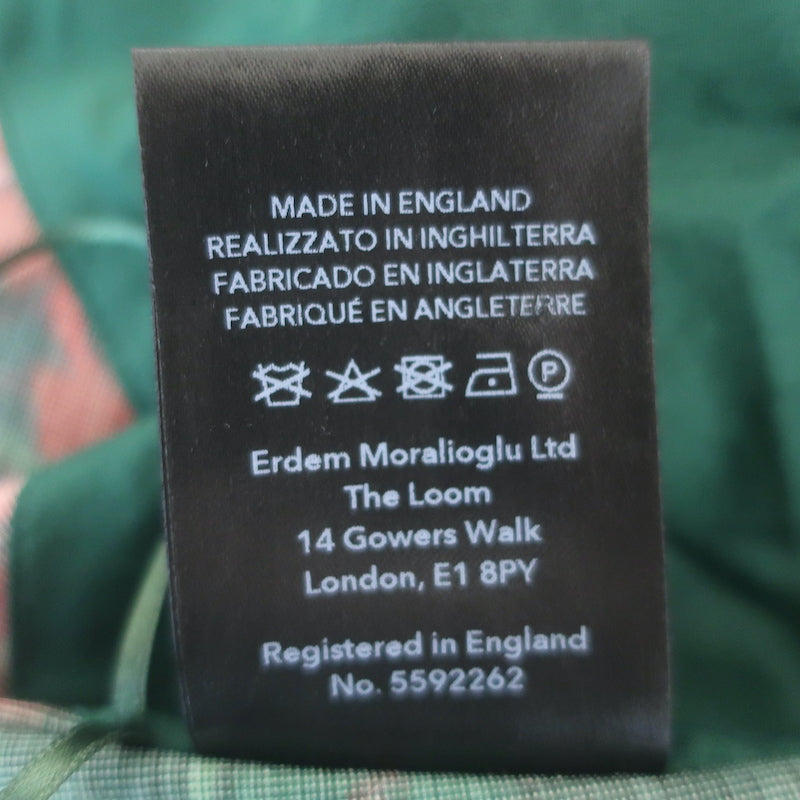 MADE IN ENGLAND
REALIZZATO IN INGHILTERRA
FABRICADO EN INGLATERRA
FABRIQUÉ EN ANGLETERRE
P
Erdem Moralioglu Ltd
The Loom
14 Gowers Walk
London, E1 8PY
Registered in England
No. 5592262